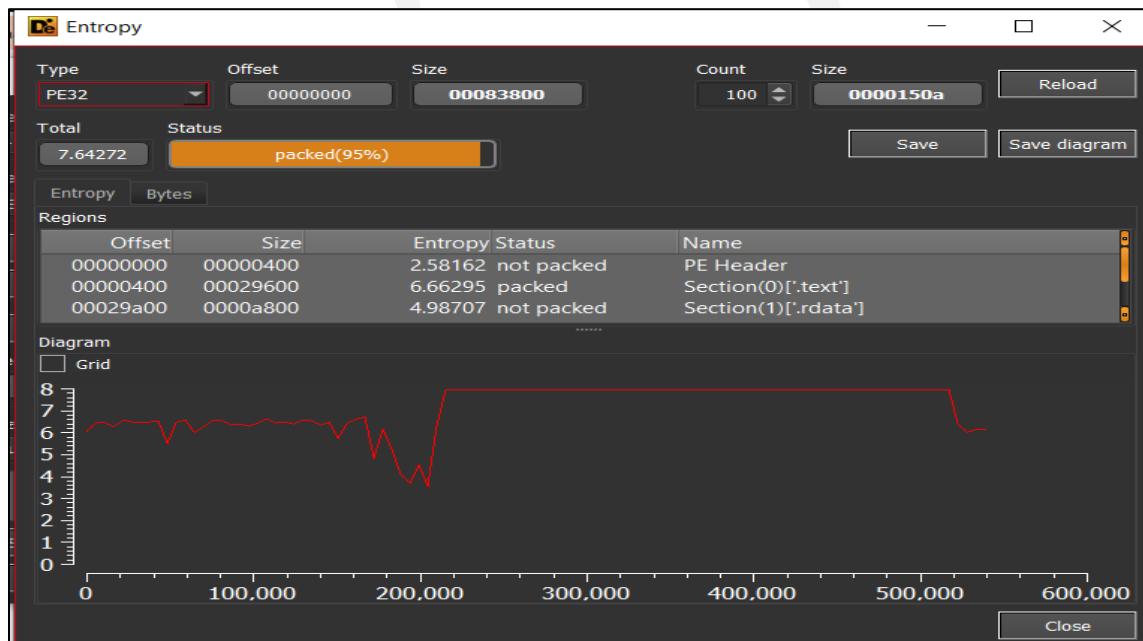 De Entropy
Type Offset Size Count Size
PE32 00000000 00083800 100 0000150a Reload
Total Status
7.64272 packed(95%) Save Save diagram
Entropy Bytes
Regions
Offset Size Entropy Status Name
00000000 00000400 2.58162 not packed PE Header
00000400 00029600 6.66295 packed Section(0)['.text']
00029a00 0000a800 4.98707 not packed Section(1)['.rdata']
Diagram
Grid
8
7
6
5
4
3
2
1
0
0 100,000 200,000 300,000 400,000 500,000 600,000
Close